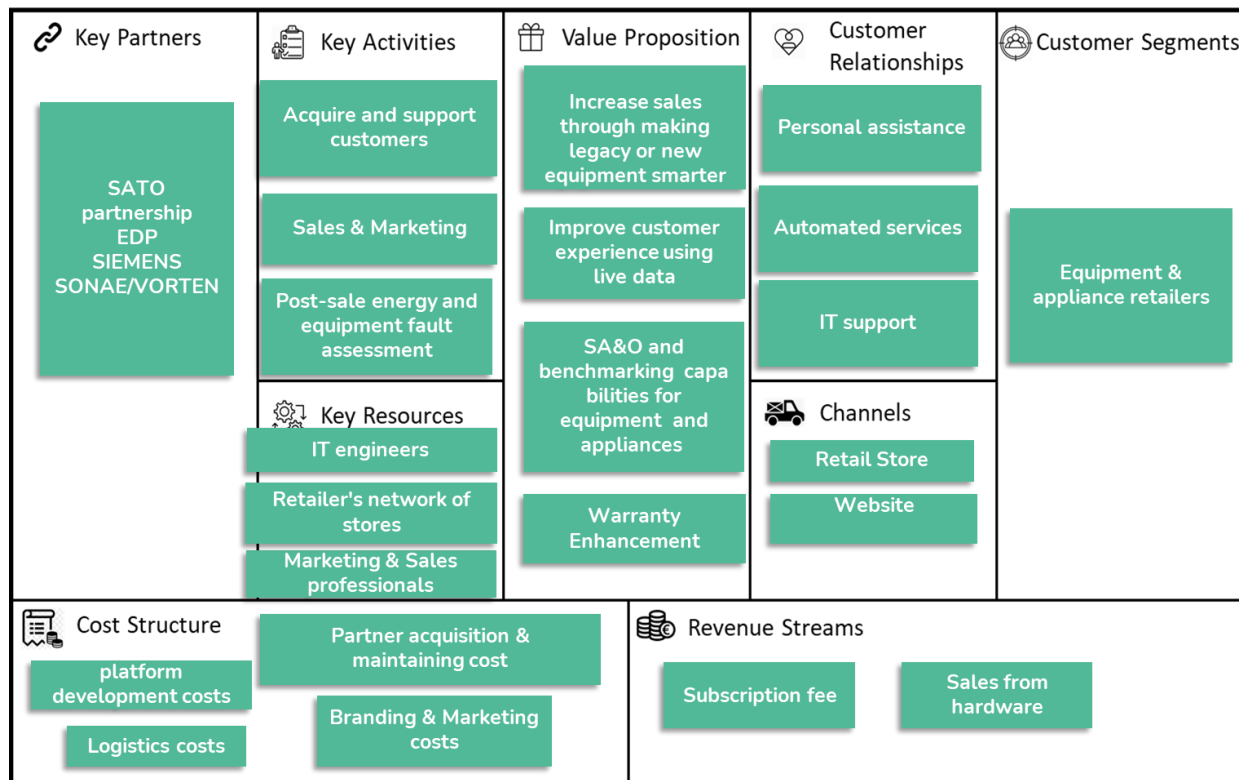 Key Partners
SATO
partnership
EDP
SIEMENS
SONAE/VORTEN
Key Activities
Acquire and support
customers
Sales & Marketing
Post-sale energy and
equipment fault
assessment
Key Resources
IT engineers
Retailer's network of
stores
Marketing & Sales
professionals
Value Proposition
Increase sales
through making
legacy or new
equipment smarter
Improve customer
experience using
live data
SA&O and
benchmarking capa
bilities for
equipment and
appliances
Warranty
Enhancement
Customer
Relationships
Personal assistance
Automated services
IT support
Channels
Retail Store
Website
Customer Segments
Equipment &
appliance retailers
Cost Structure
platform
development costs
Logistics costs
Partner acquisition &
maintaining cost
Branding & Marketing
costs
Revenue Streams
Subscription fee
Sales from
hardware